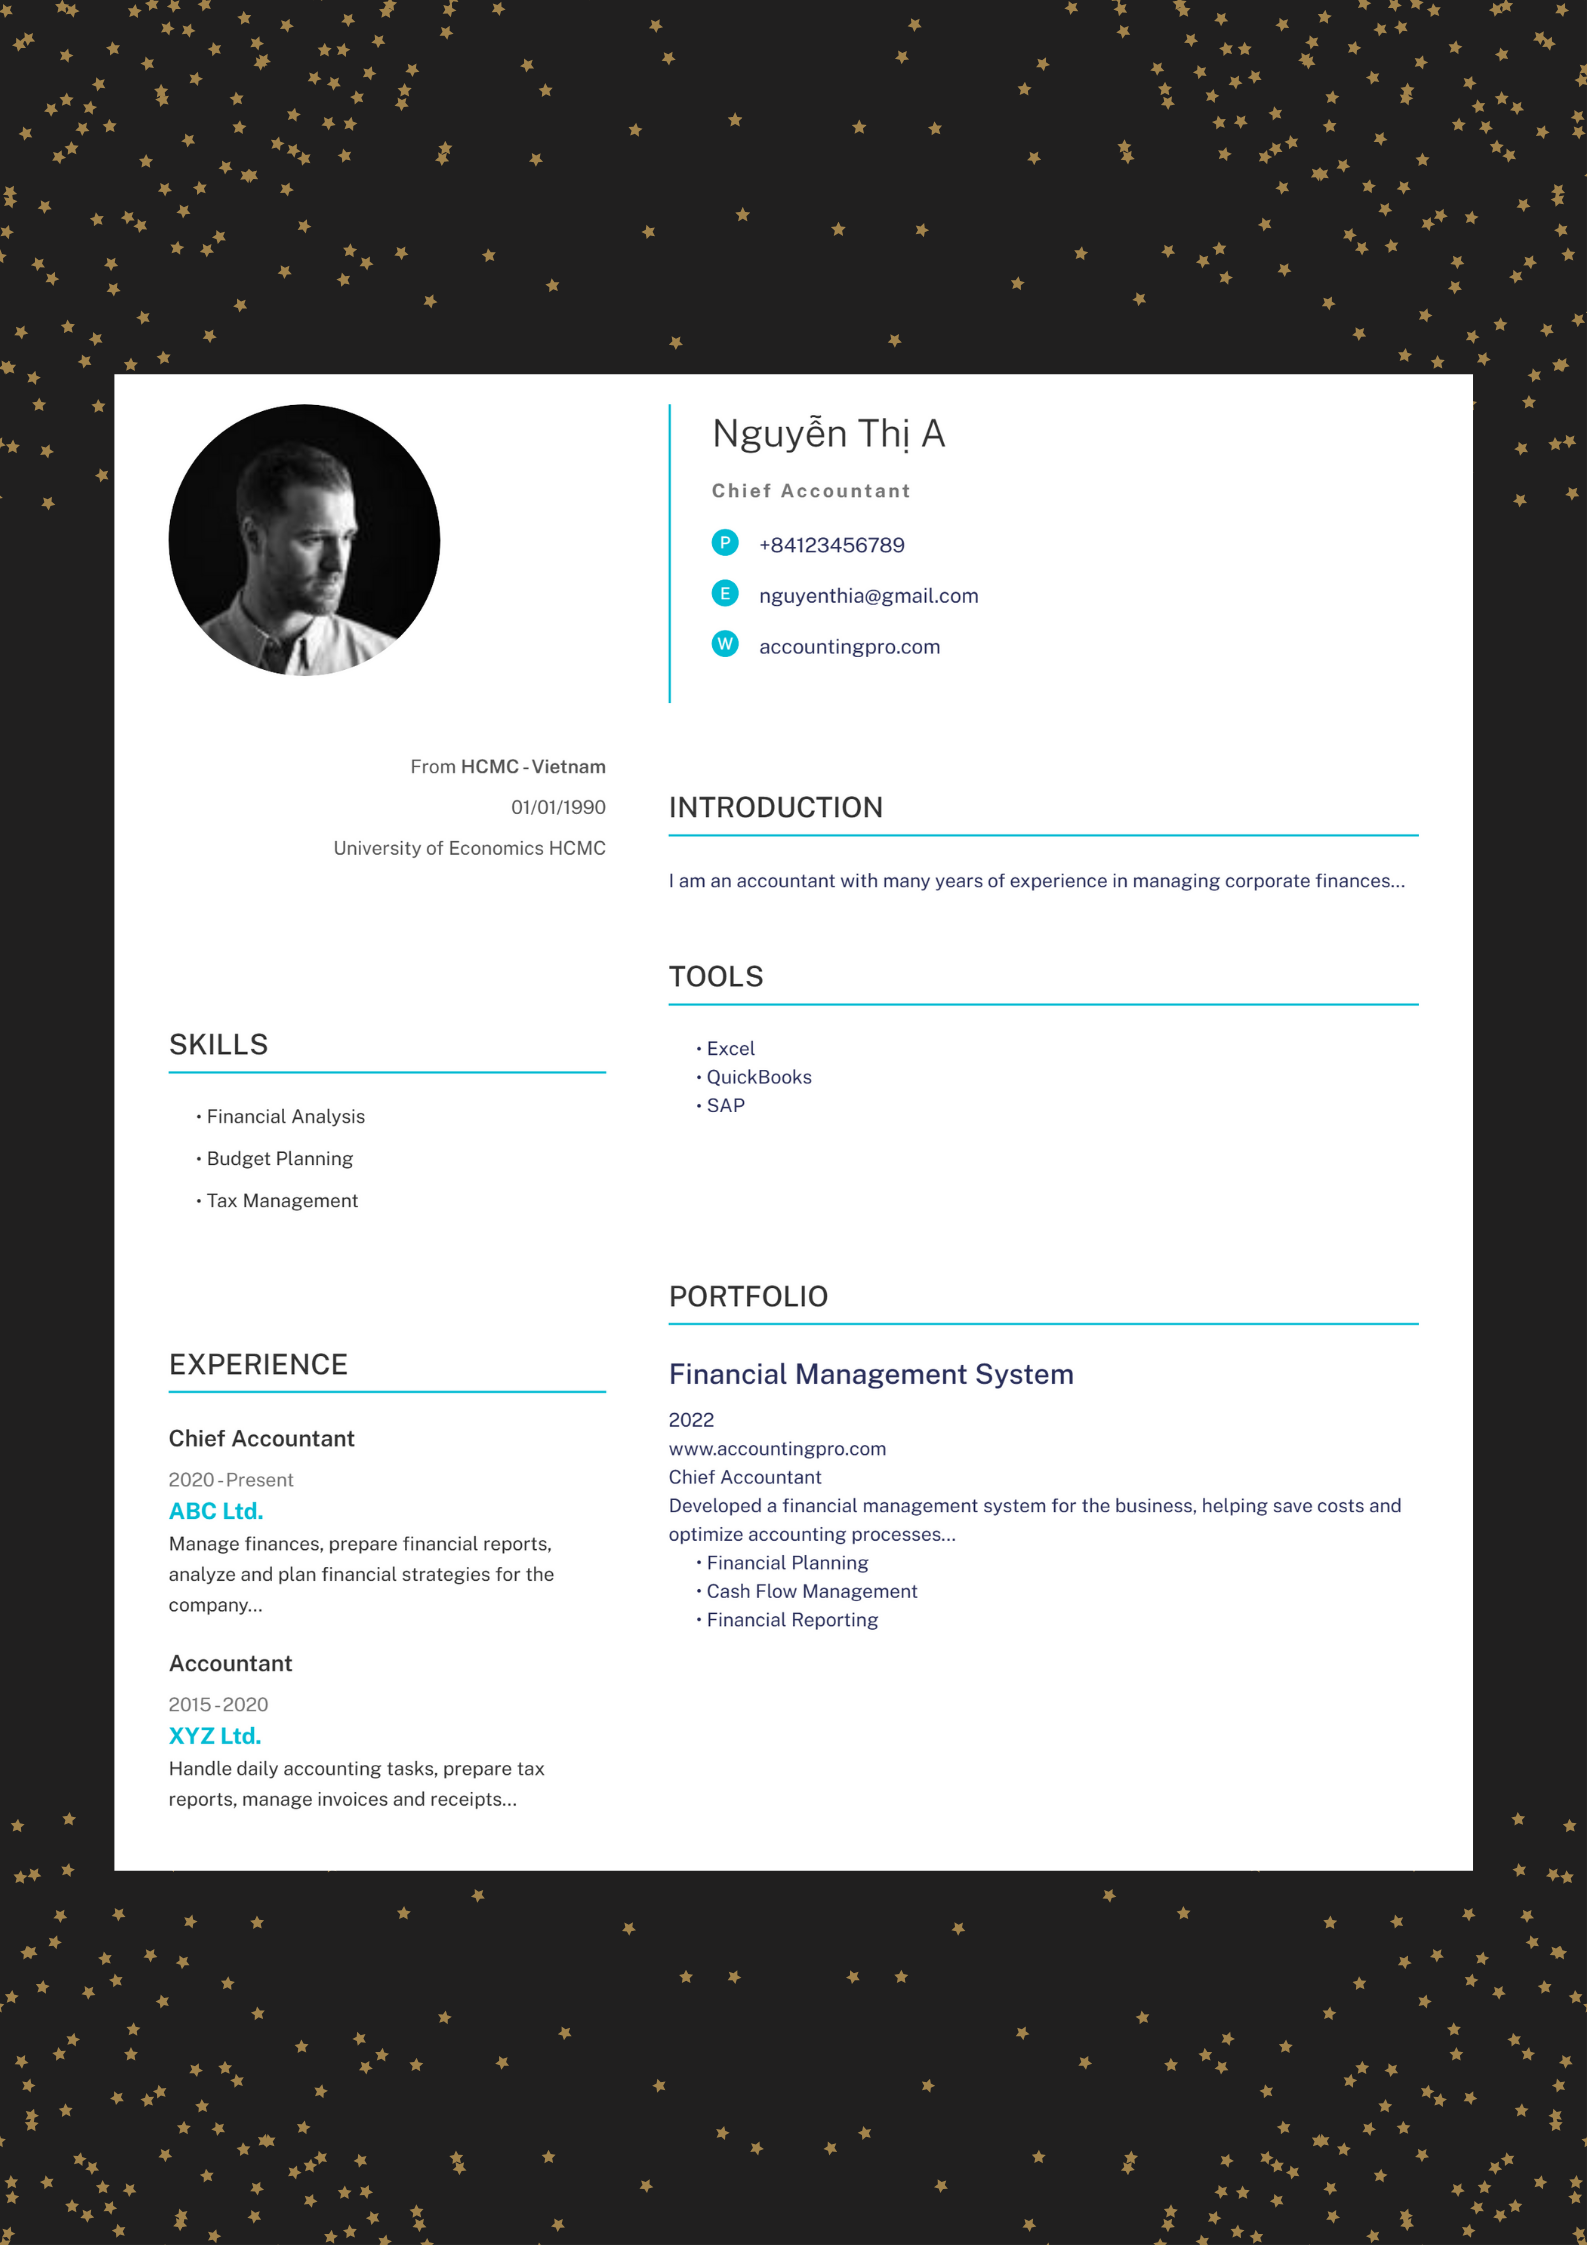 Nguyễn Thị A
Chief Accountant
P +84123456789
E nguyenthia@gmail.com
W accountingpro.com
From HCMC - Vietnam
01/01/1990
University of Economics HCMC
SKILLS
• Financial Analysis
• Budget Planning
• Tax Management
EXPERIENCE
Chief Accountant
2020 - Present
ABC Ltd.
Manage finances, prepare financial reports,
analyze and plan financial strategies for the
company...
Accountant
2015 - 2020
XYZ Ltd.
Handle daily accounting tasks, prepare tax
reports, manage invoices and receipts...
INTRODUCTION
I am an accountant with many years of experience in managing corporate finances...
TOOLS
• Excel
• QuickBooks
• SAP
PORTFOLIO
Financial Management System
2022
www.accountingpro.com
Chief Accountant
Developed a financial management system for the business, helping save costs and
optimize accounting processes...
• Financial Planning
• Cash Flow Management
• Financial Reporting